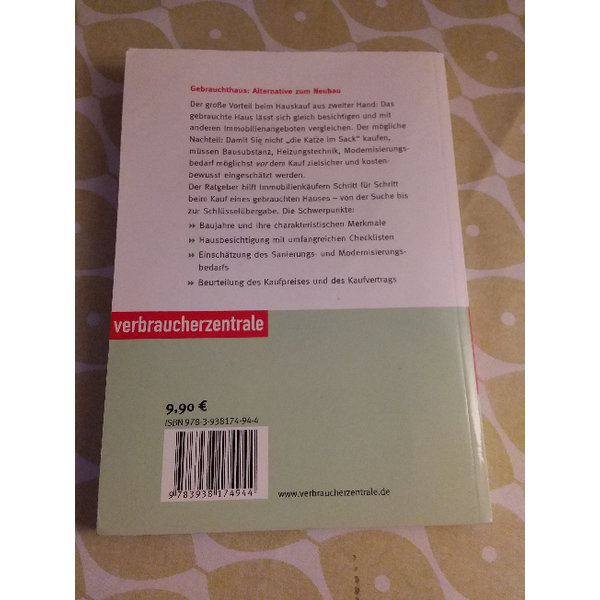 Gebrauchthaus: Alternative zum Neubau
Der große Vorteil beim Hauskauf aus zweiter Hand: Das
gebrauchte Haus lässt sich gleich besichtigen und mit
anderen Immobilienangeboten vergleichen. Der mögliche
Nachteil: Damit Sie nicht „die Katze im Sack“ kaufen,
müssen Bausubstanz, Heizungstechnik, Modernisierungs-
bedarf möglichst vor dem Kauf zielsicher und kosten-
bewusst eingeschätzt werden.
Der Ratgeber hilft Immobilienkäufern Schritt für Schritt
beim Kauf eines gebrauchten Hauses – von der Suche bis
zur Schlüsselübergabe. Die Schwerpunkte:
» Baujahre und ihre charakteristischen Merkmale
» Hausbesichtigung mit umfangreichen Checklisten
» Einschätzung des Sanierungs- und Modernisierungs-
bedarfs
» Beurteilung des Kaufpreises und des Kaufvertrags
verbraucherzentrale
9,90 €
ISBN 978-3-938174-94-4
9 783938 174944
www.verbraucherzentrale.de